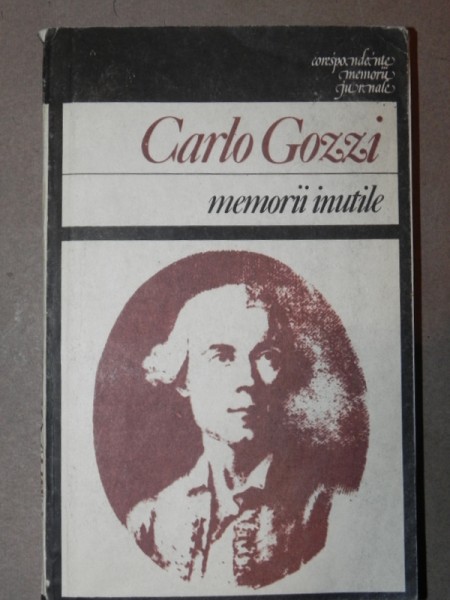 corespondențe
memorii
jurnale
Carlo Gozzi
memorii inutile